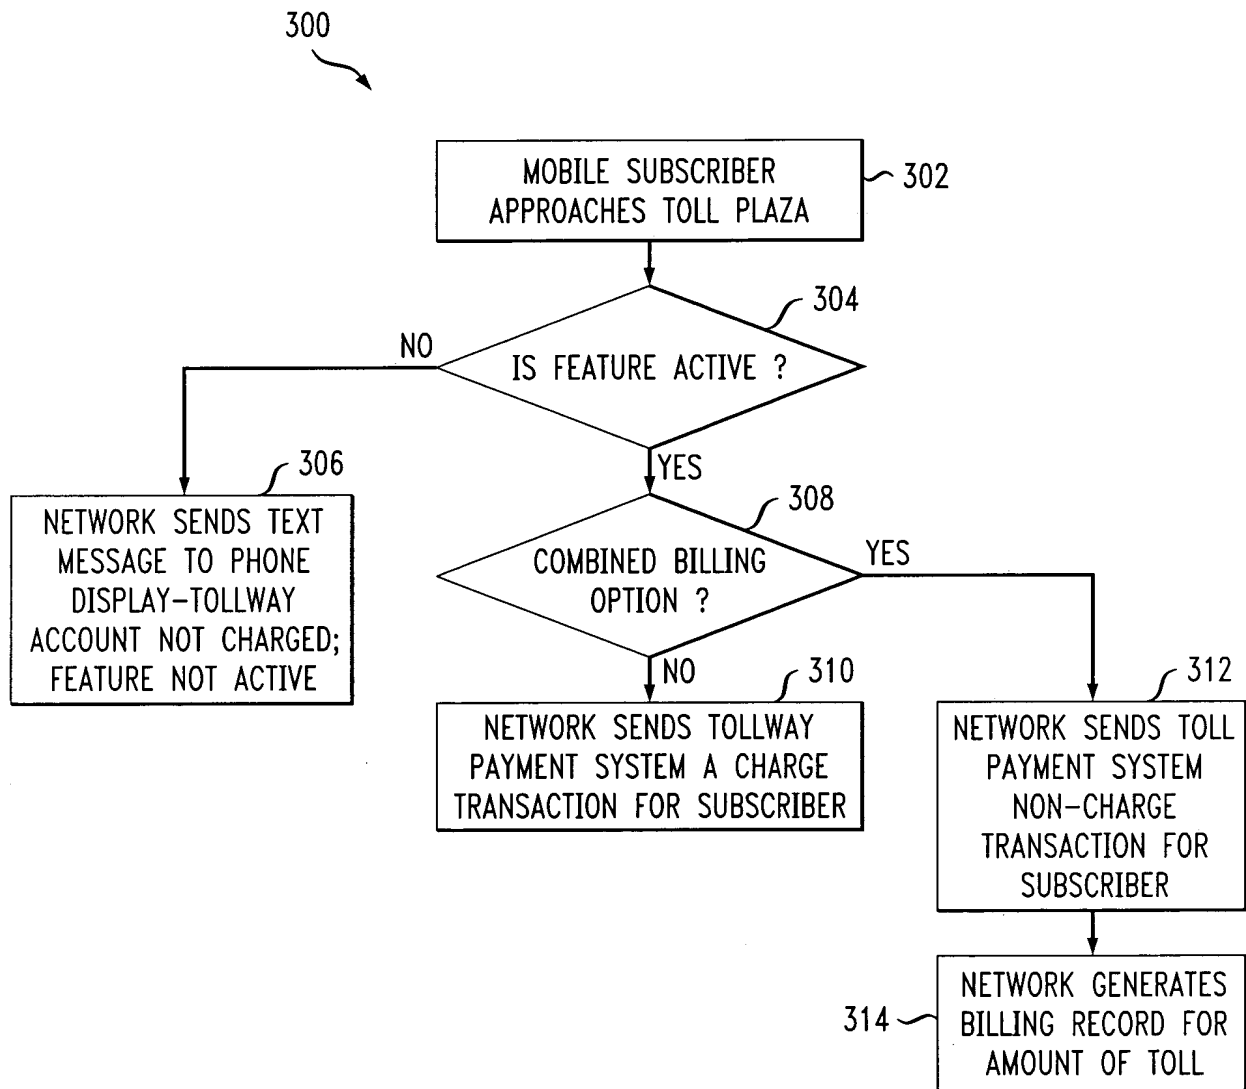 300
MOBILE SUBSCRIBER
APPROACHES TOLL PLAZA
302
304
IS FEATURE ACTIVE ?
NO
YES
306
NETWORK SENDS TEXT
MESSAGE TO PHONE
DISPLAY-TOLLWAY
ACCOUNT NOT CHARGED;
FEATURE NOT ACTIVE
308
COMBINED BILLING
OPTION ?
YES
NO
310
NETWORK SENDS TOLLWAY
PAYMENT SYSTEM A CHARGE
TRANSACTION FOR SUBSCRIBER
312
NETWORK SENDS TOLL
PAYMENT SYSTEM
NON-CHARGE
TRANSACTION FOR
SUBSCRIBER
314
NETWORK GENERATES
BILLING RECORD FOR
AMOUNT OF TOLL